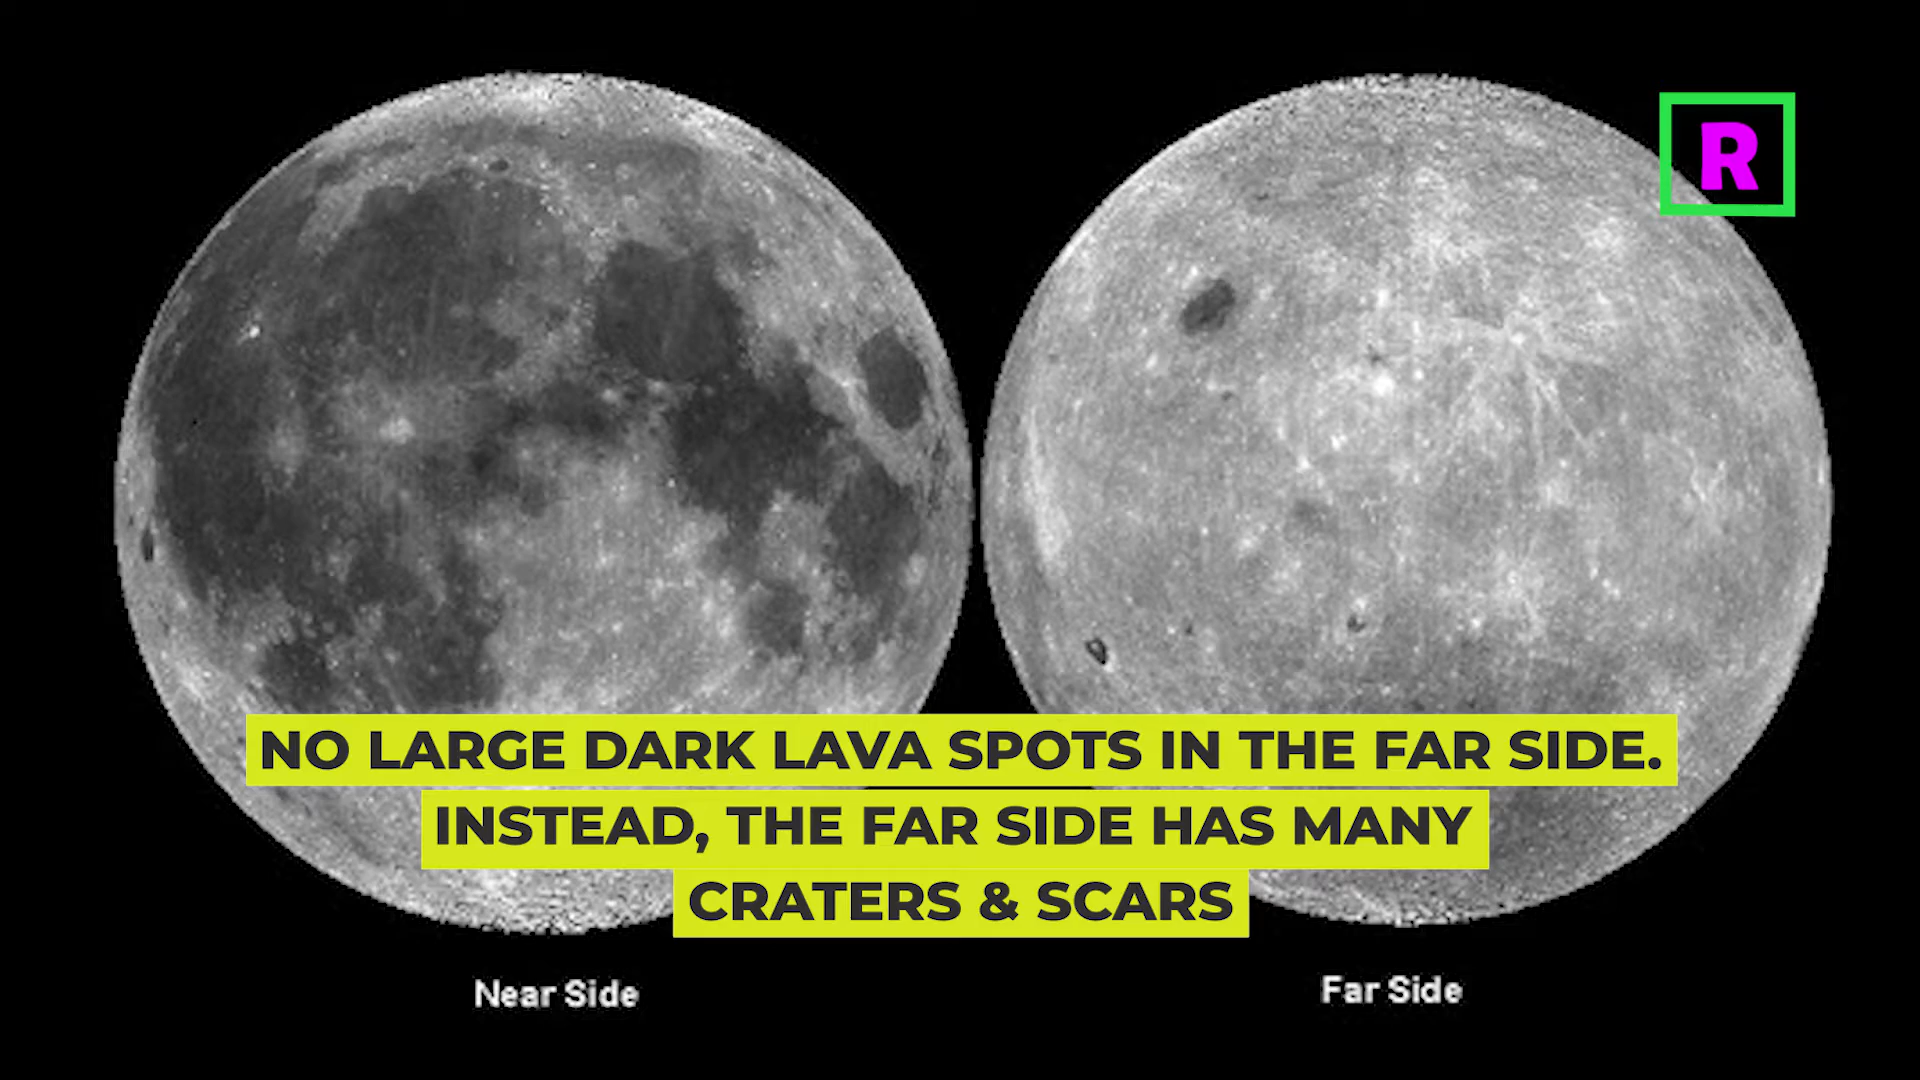 R
NO LARGE DARK LAVA SPOTS IN THE FAR SIDE.
INSTEAD, THE FAR SIDE HAS MANY
CRATERS & SCARS
Near Side
Far Side